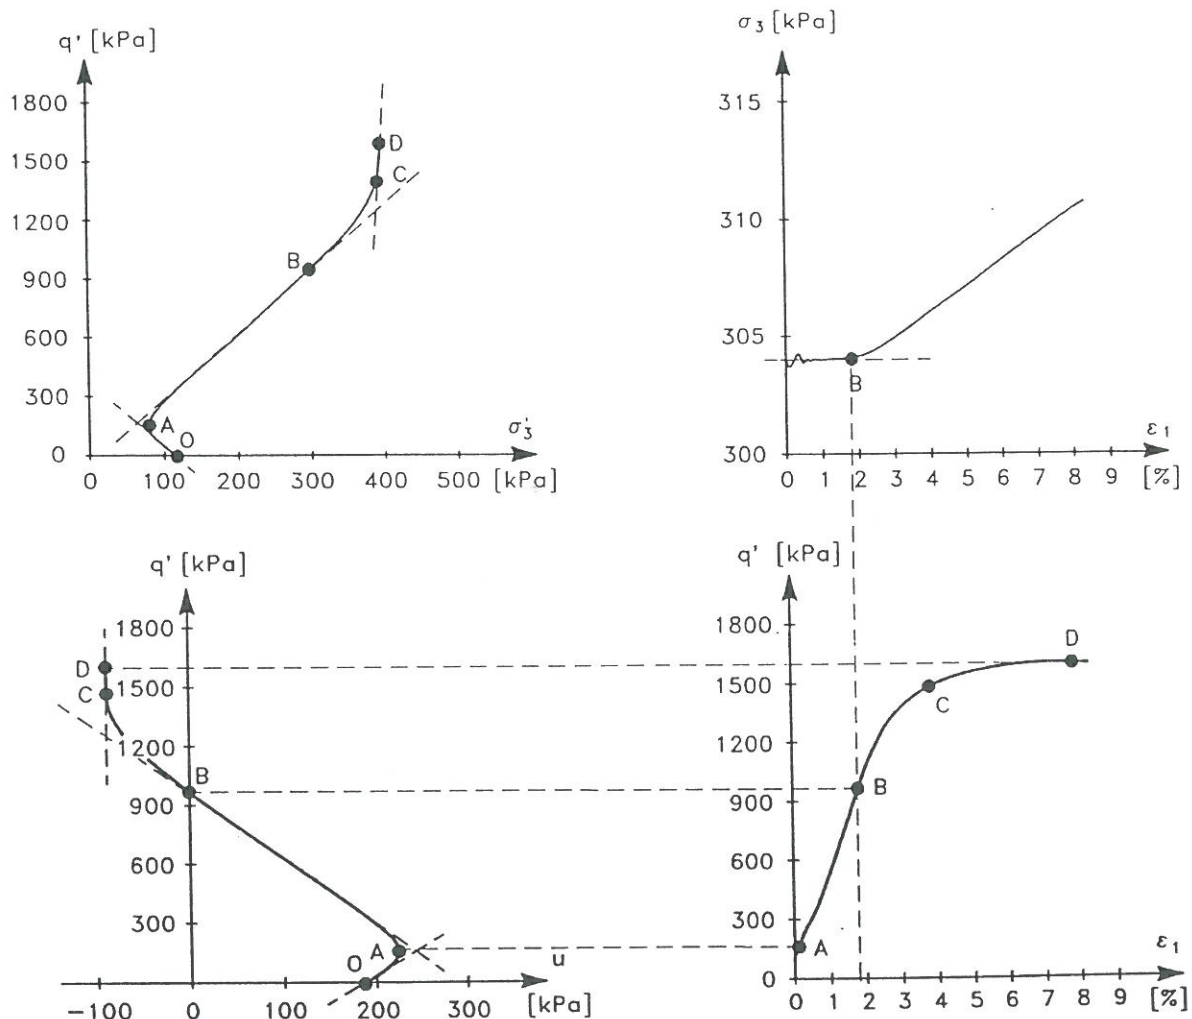 q' [kPa]
1800
1500
1200
900
600
300
0
D
C
B
A
O
σ'3
0 100 200 300 400 500 [kPa]
σ3 [kPa]
315
310
305
300
B
ε1
0 1 2 3 4 5 6 7 8 9 [%]
q' [kPa]
1800
1500
1200
900
600
300
D
C
B
A
O
u
−100 0 100 200 300 [kPa]
q' [kPa]
1800
1500
1200
900
600
300
0
D
C
B
A
ε1
0 1 2 3 4 5 6 7 8 9 [%]